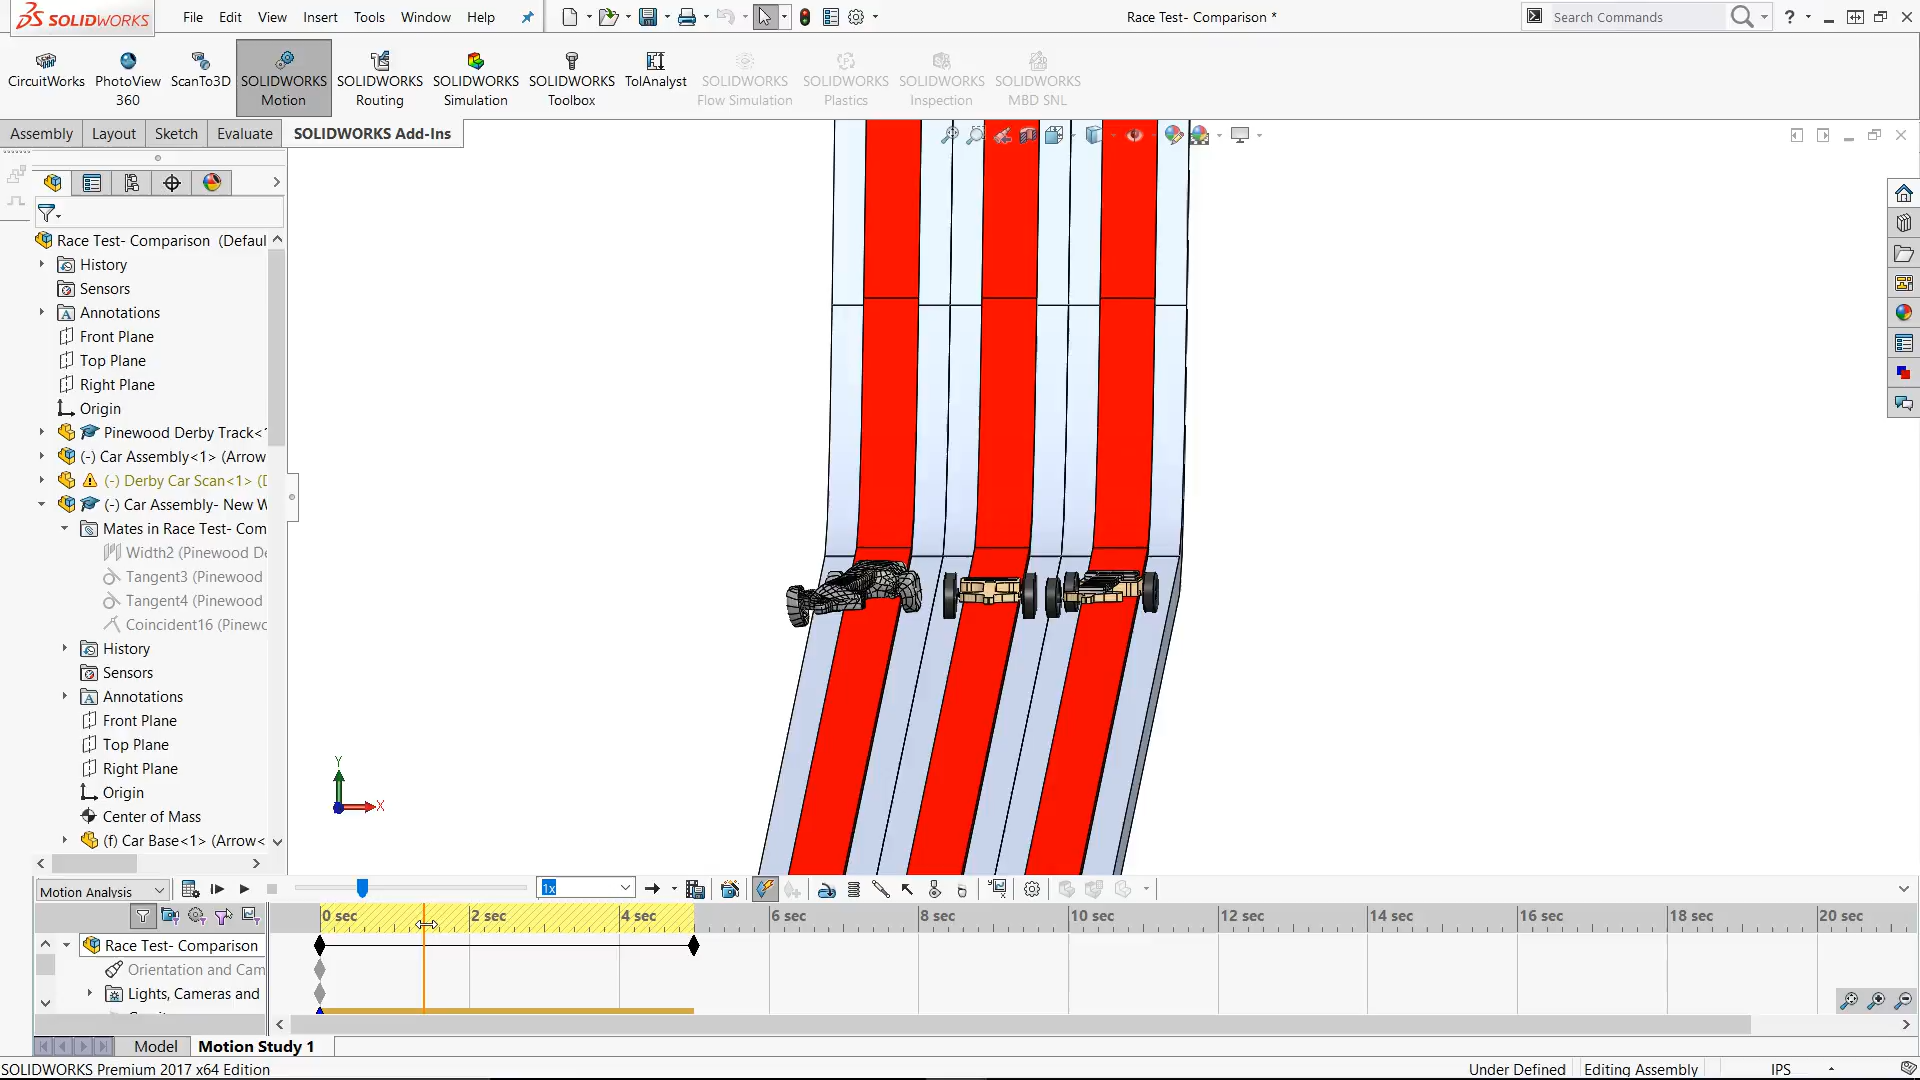 SOLIDWORKS File Edit View Insert Tools Window Help Race Test- Comparison * Search Commands ?
CircuitWorks PhotoView 360 ScanTo3D SOLIDWORKS Motion SOLIDWORKS Routing SOLIDWORKS Simulation SOLIDWORKS Toolbox TolAnalyst SOLIDWORKS Flow Simulation SOLIDWORKS Plastics SOLIDWORKS Inspection SOLIDWORKS MBD SNL
Assembly Layout Sketch Evaluate SOLIDWORKS Add-Ins
Race Test- Comparison (Defaul
History
Sensors
Annotations
Front Plane
Top Plane
Right Plane
Origin
Pinewood Derby Track<
(-) Car Assembly<1> (Arrow
(-) Derby Car Scan<1> (D
(-) Car Assembly- New W
Mates in Race Test- Com
Width2 (Pinewood De
Tangent3 (Pinewood
Tangent4 (Pinewood
Coincident16 (Pinewo
History
Sensors
Annotations
Front Plane
Top Plane
Right Plane
Origin
Center of Mass
(f) Car Base<1> (Arrow<
Y
X
Motion Analysis 1x
0 sec 2 sec 4 sec 6 sec 8 sec 10 sec 12 sec 14 sec 16 sec 18 sec 20 sec
Race Test- Comparison
Orientation and Cam
Lights, Cameras and
Model Motion Study 1
SOLIDWORKS Premium 2017 x64 Edition Under Defined Editing Assembly IPS